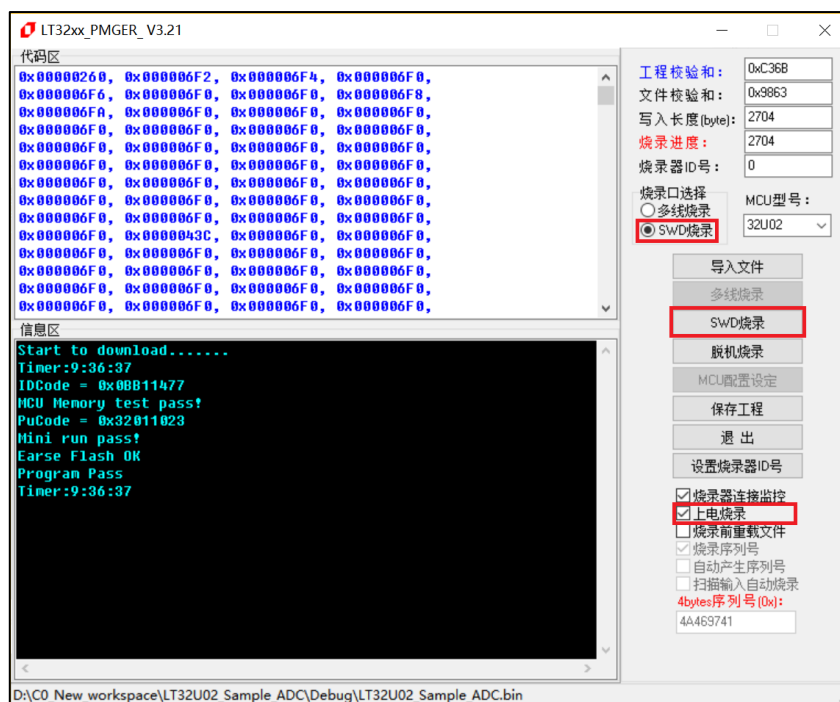 LT32xx_PMGER_ V3.21
代码区
0x00000260, 0x000006F2, 0x000006F4, 0x000006F0,
0x000006F6, 0x000006F0, 0x000006F0, 0x000006F8,
0x000006FA, 0x000006F0, 0x000006F0, 0x000006F0,
0x000006F0, 0x000006F0, 0x000006F0, 0x000006F0,
0x000006F0, 0x000006F0, 0x000006F0, 0x000006F0,
0x000006F0, 0x000006F0, 0x000006F0, 0x000006F0,
0x000006F0, 0x000006F0, 0x000006F0, 0x000006F0,
0x000006F0, 0x000006F0, 0x000006F0, 0x000006F0,
0x000006F0, 0x000006F0, 0x000006F0, 0x000006F0,
0x000006F0, 0x0000043C, 0x000006F0, 0x000006F0,
0x000006F0, 0x000006F0, 0x000006F0, 0x000006F0,
0x000006F0, 0x000006F0, 0x000006F0, 0x000006F0,
0x000006F0, 0x000006F0, 0x000006F0, 0x000006F0,
0x000006F0, 0x000006F0, 0x000006F0, 0x000006F0,
信息区
Start to download.......
Timer:9:36:37
IDCode = 0x0BB11477
MCU Memory test pass!
PuCode = 0x32011023
Mini run pass!
Earse Flash OK
Program Pass
Timer:9:36:37
工程校验和： 0xC36B
文件校验和： 0x9863
写入长度(byte): 2704
烧录进度： 2704
烧录器ID号： 0
烧录口选择
多线烧录
SWD烧录
MCU型号：
32U02
导入文件
多线烧录
SWD烧录
脱机烧录
MCU配置设定
保存工程
退 出
设置烧录器ID号
烧录器连接监控
上电烧录
烧录前重载文件
烧录序列号
自动产生序列号
扫描输入自动烧录
4bytes序列号(0x):
4A469741
D:\C0_New_workspace\LT32U02_Sample_ADC\Debug\LT32U02_Sample_ADC.bin